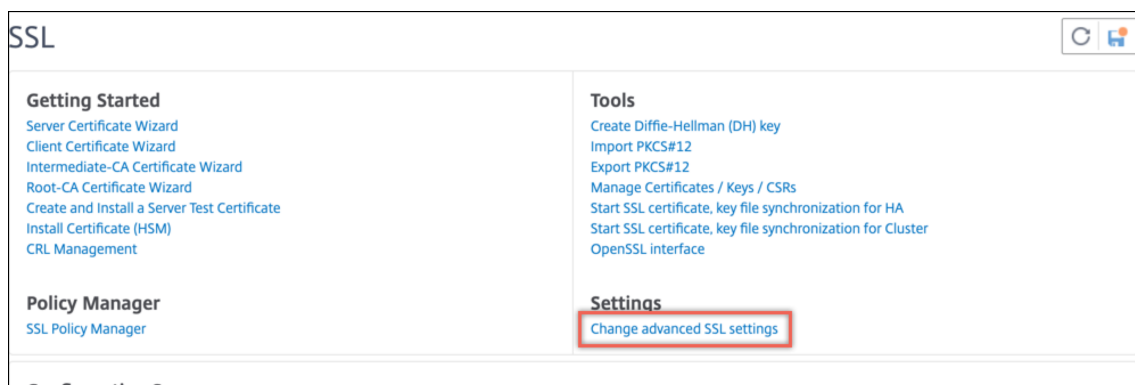 SSL
Getting Started
Server Certificate Wizard
Client Certificate Wizard
Intermediate-CA Certificate Wizard
Root-CA Certificate Wizard
Create and Install a Server Test Certificate
Install Certificate (HSM)
CRL Management
Tools
Create Diffie-Hellman (DH) key
Import PKCS#12
Export PKCS#12
Manage Certificates / Keys / CSRs
Start SSL certificate, key file synchronization for HA
Start SSL certificate, key file synchronization for Cluster
OpenSSL interface
Policy Manager
SSL Policy Manager
Settings
Change advanced SSL settings